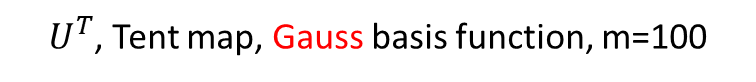 U^T, Tent map, Gauss basis function, m=100